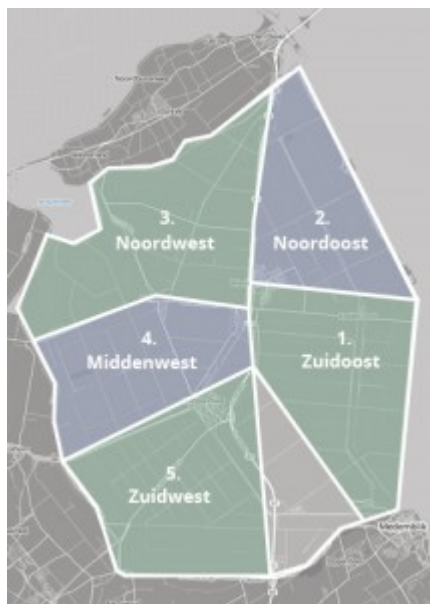 3.
Noordwest
2.
Noordoost
1.
Zuidoost
4.
Middenwest
5.
Zuidwest
Medemblik